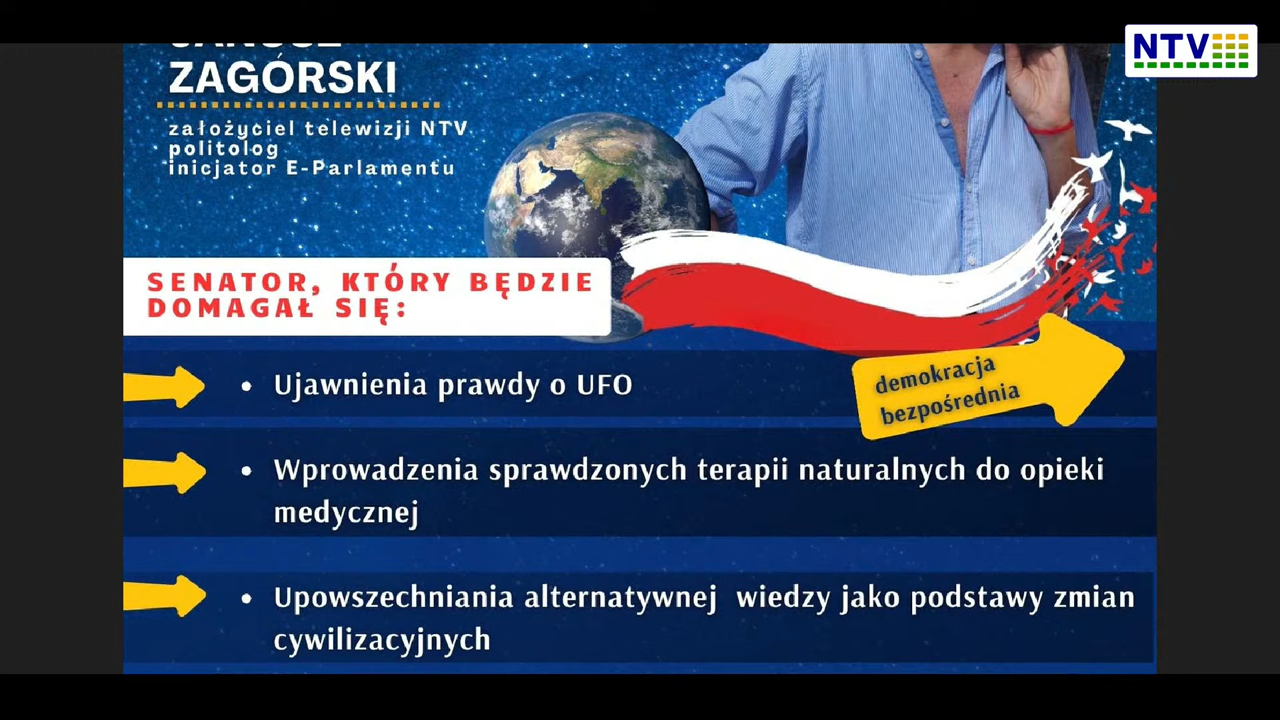 NTV
JANUSZ
ZAGÓRSKI
założyciel telewizji NTV
politolog
inicjator E-Parlamentu
SENATOR, KTÓRY BĘDZIE
DOMAGAŁ SIĘ:
demokracja
bezpośrednia
• Ujawnienia prawdy o UFO
• Wprowadzenia sprawdzonych terapii naturalnych do opieki
medycznej
• Upowszechniania alternatywnej wiedzy jako podstawy zmian
cywilizacyjnych